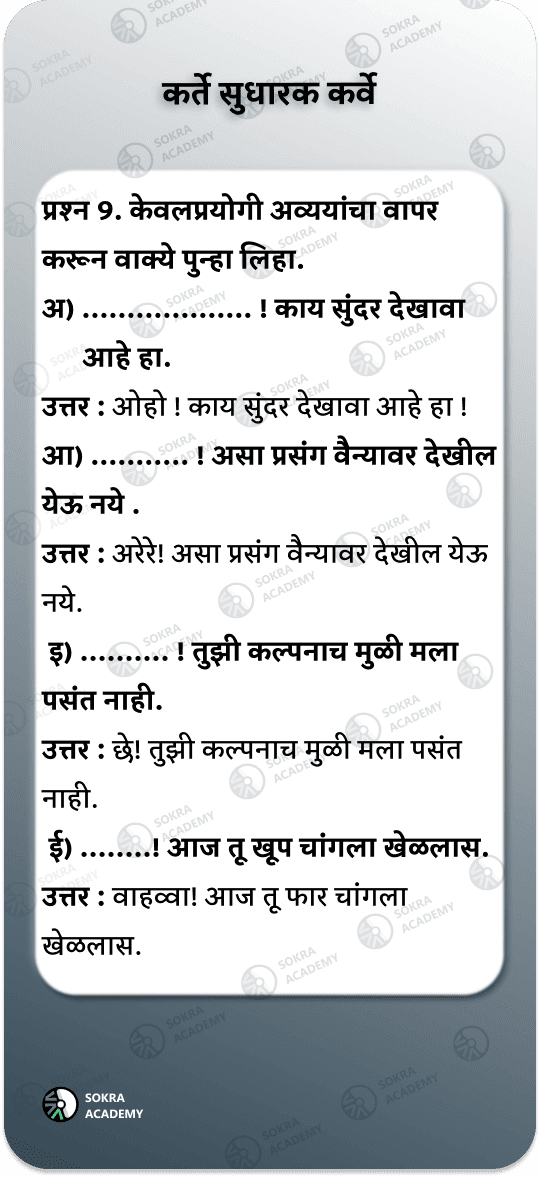 कर्ते सुधारक कर्वे
प्रश्न 9. केवलप्रयोगी अव्ययांचा वापर
करून वाक्ये पुन्हा लिहा.
अ) ................... ! काय सुंदर देखावा
आहे हा.
उत्तर : ओहो ! काय सुंदर देखावा आहे हा !
आ) ........... ! असा प्रसंग वैऱ्यावर देखील
येऊ नये .
उत्तर : अरेरे! असा प्रसंग वैऱ्यावर देखील येऊ
नये.
इ) .......... ! तुझी कल्पनाच मुळी मला
पसंत नाही.
उत्तर : छे! तुझी कल्पनाच मुळी मला पसंत
नाही.
ई) ........! आज तू खूप चांगला खेळलास.
उत्तर : वाहव्वा! आज तू फार चांगला
खेळलास.
SOKRA
ACADEMY